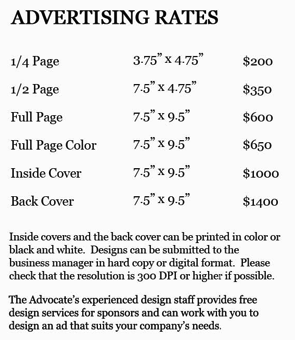 ADVERTISING RATES
1/4 Page 3.75” x 4.75” $200
1/2 Page 7.5” x 4.75” $350
Full Page 7.5” x 9.5” $600
Full Page Color 7.5” x 9.5” $650
Inside Cover 7.5” x 9.5” $1000
Back Cover 7.5” x 9.5” $1400
Inside covers and the back cover can be printed in color or
black and white.  Designs can be submitted to the
business manager in hard copy or digital format.  Please
check that the resolution is 300 DPI or higher if possible.
The Advocate's experienced design staff provides free
design services for sponsors and can work with you to
design an ad that suits your company's needs.